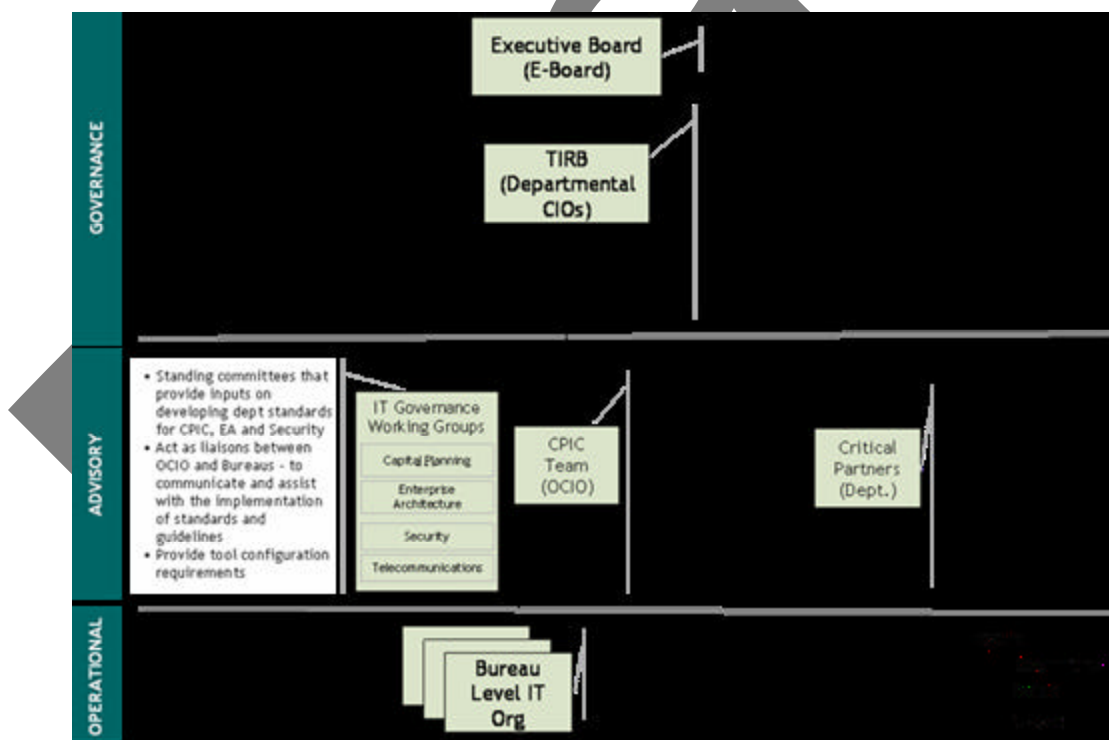 GOVERNANCE
Executive Board
(E-Board)
TIRB
(Departmental
CIOs)
ADVISORY
• Standing committees that
provide inputs on
developing dept standards
for CPIC, EA and Security
• Act as liaisons between
OCIO and Bureaus - to
communicate and assist
with the implementation
of standards and
guidelines
• Provide tool configuration
requirements
IT Governance
Working Groups
Capital Planning
Enterprise
Architecture
Security
Telecommunications
CPIC
Team
(OCIO)
Critical
Partners
(Dept.)
OPERATIONAL
Bureau
Level IT
Org